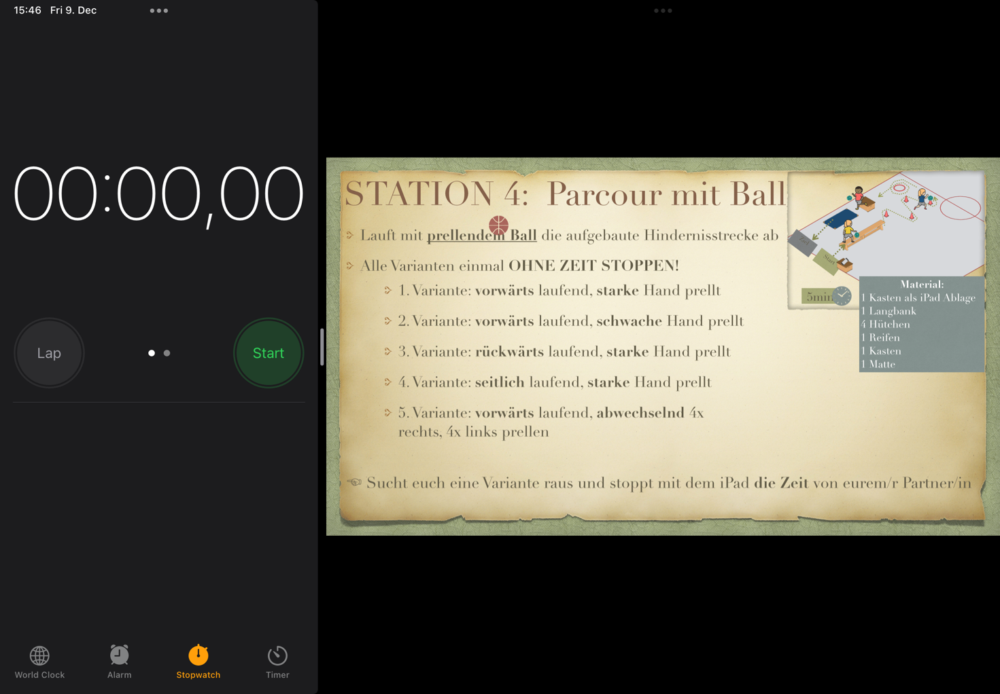 15:46 Fri 9. Dec
00:00,00
Lap
Start
World Clock
Alarm
Stopwatch
Timer
STATION 4: Parcour mit Ball
Lauft mit prellendem Ball die aufgebaute Hindernisstrecke ab
Alle Varianten einmal OHNE ZEIT STOPPEN!
1. Variante: vorwärts laufend, starke Hand prellt
2. Variante: vorwärts laufend, schwache Hand prellt
3. Variante: rückwärts laufend, starke Hand prellt
4. Variante: seitlich laufend, starke Hand prellt
5. Variante: vorwärts laufend, abwechselnd 4x
rechts, 4x links prellen
Sucht euch eine Variante raus und stoppt mit dem iPad die Zeit von eurem/r Partner/in
Ziel
Start
5min
Material:
1 Kasten als iPad Ablage
1 Langbank
4 Hütchen
1 Reifen
1 Kasten
1 Matte